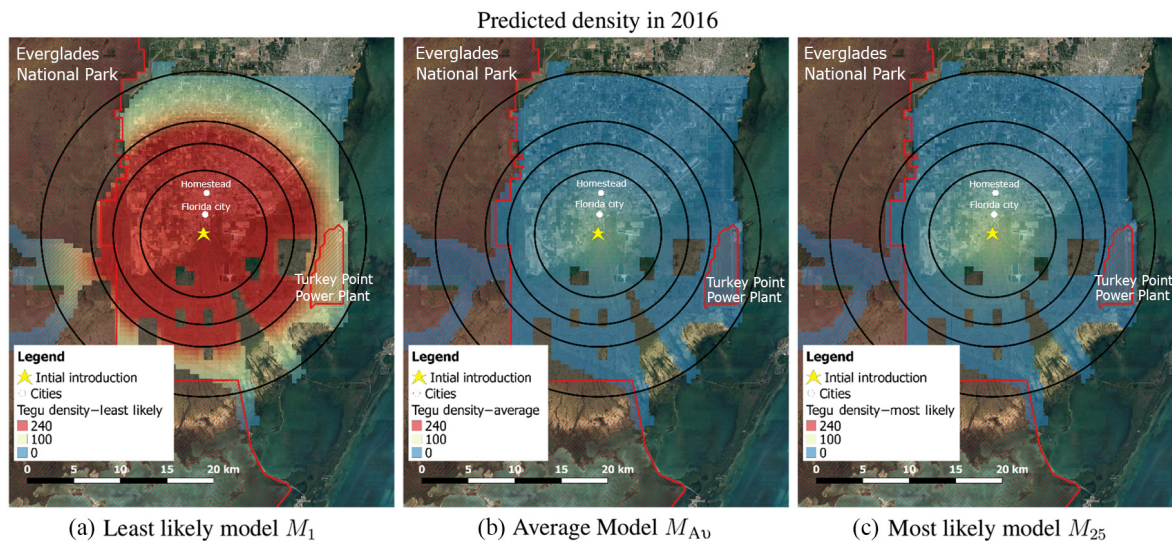 Predicted density in 2016
Everglades
National Park
Homestead
Florida city
Turkey Point
Power Plant
Legend
Intial introduction
Cities
Tegu density−least likely
240
100
0
0 5 10 15 20 km
(a) Least likely model M₁
Everglades
National Park
Homestead
Florida city
Turkey Point
Power Plant
Legend
Intial introduction
Cities
Tegu density−average
240
100
0
0 5 10 15 20 km
(b) Average Model M_Aυ
Everglades
National Park
Homestead
Florida city
Turkey Point
Power Plant
Legend
Intial introduction
Cities
Tegu density−most likely
240
100
0
0 5 10 15 20 km
(c) Most likely model M₂₅